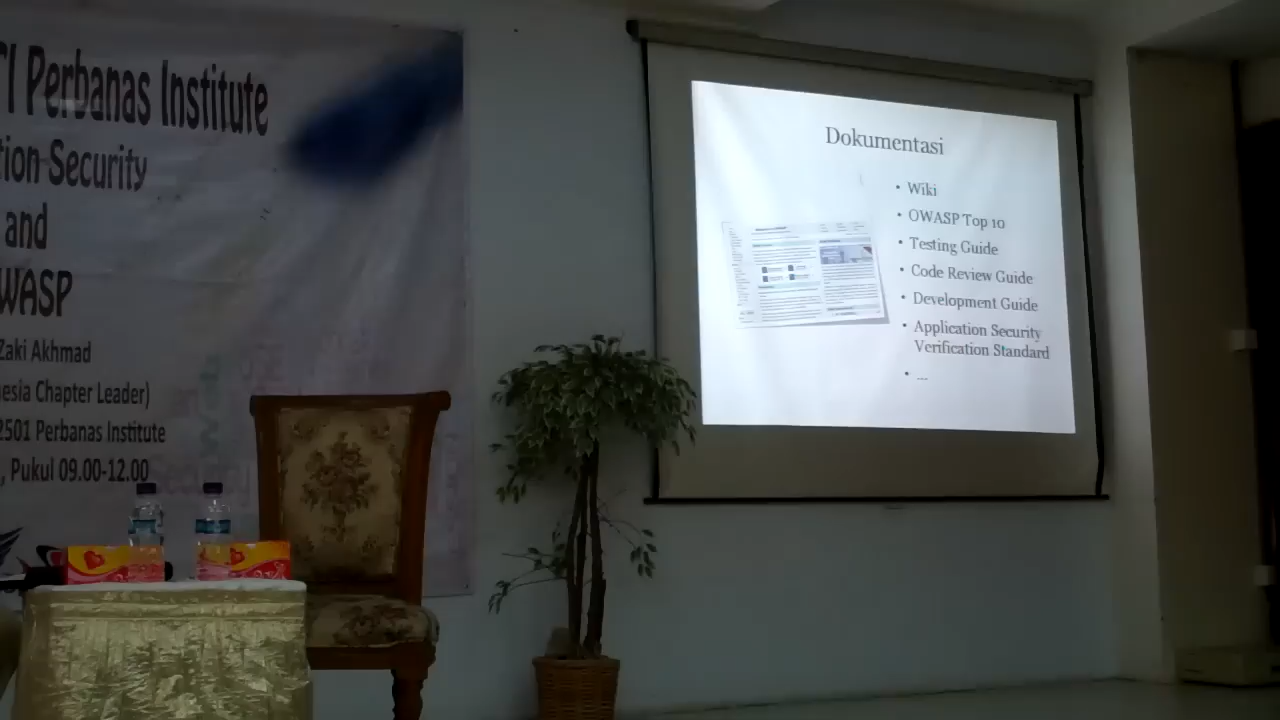 TI Perbanas Institute
tion Security
and
WASP
Zaki Akhmad
nesia Chapter Leader)
2501 Perbanas Institute
, Pukul 09.00-12.00
Dokumentasi
• Wiki
• OWASP Top 10
• Testing Guide
• Code Review Guide
• Development Guide
• Application Security
Verification Standard
• ...